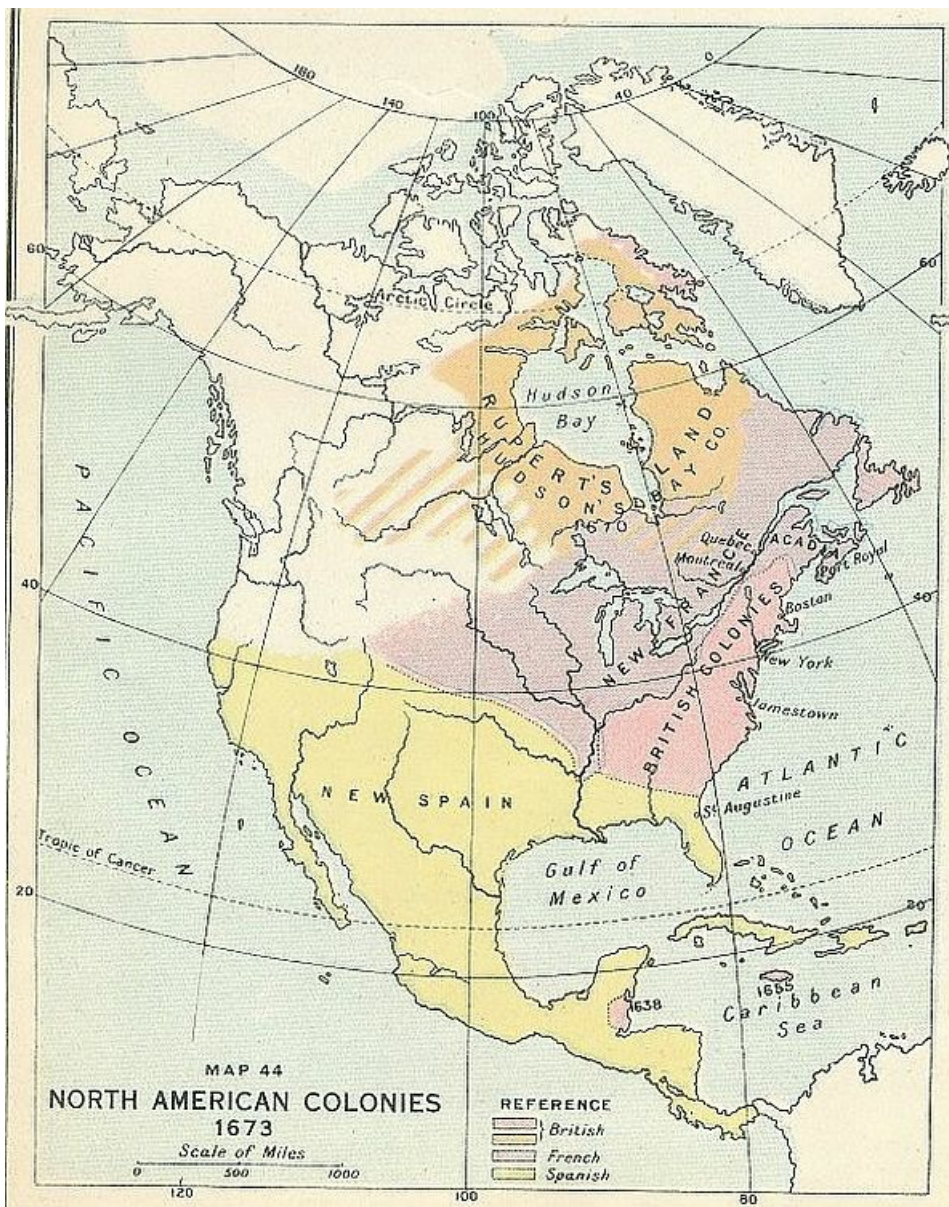 180
140
100
40
0
60
60
Arctic Circle
Hudson
Bay
RUPERT'S LAND
HUDSON'S BAY CO.
1670
PACIFIC OCEAN
40
Quebec
Montreal
ACADIA
Port Royal
NEW FRANCE
BRITISH COLONIES
Boston
40
New York
Jamestown
ATLANTIC
OCEAN
NEW SPAIN
St. Augustine
Tropic of Cancer
Gulf of
Mexico
20
20
1638
1655
Caribbean
Sea
MAP 44
NORTH AMERICAN COLONIES
1673
Scale of Miles
0 500 1000
REFERENCE
British
French
Spanish
120
100
80